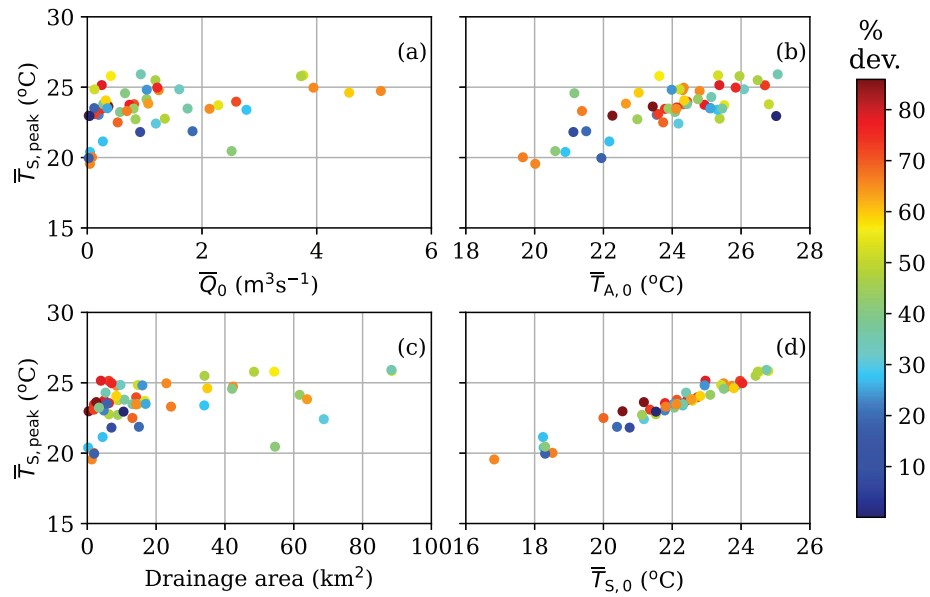 %
dev.
30
25
20
15
T̿S,peak (°C)
(a)
0 2 4 6
Q̅0 (m³s⁻¹)
(b)
18 20 22 24 26 28
T̿A,0 (°C)
80
70
60
50
40
30
20
10
30
25
20
15
T̿S,peak (°C)
(c)
0 20 40 60 80 100
Drainage area (km²)
(d)
16 18 20 22 24 26
T̿S,0 (°C)